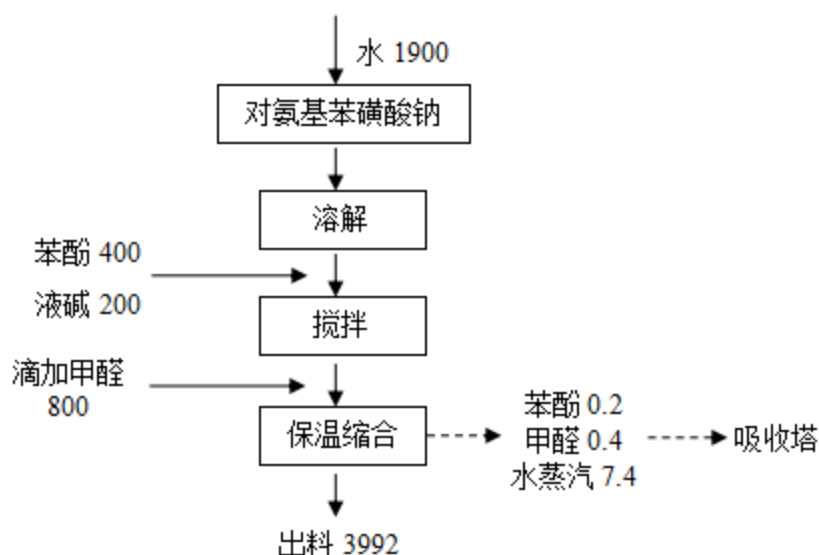 水 1900
对氨基苯磺酸钠
溶解
苯酚 400
液碱 200
搅拌
滴加甲醛
800
保温缩合
苯酚 0.2
甲醛 0.4
水蒸汽 7.4
吸收塔
出料 3992